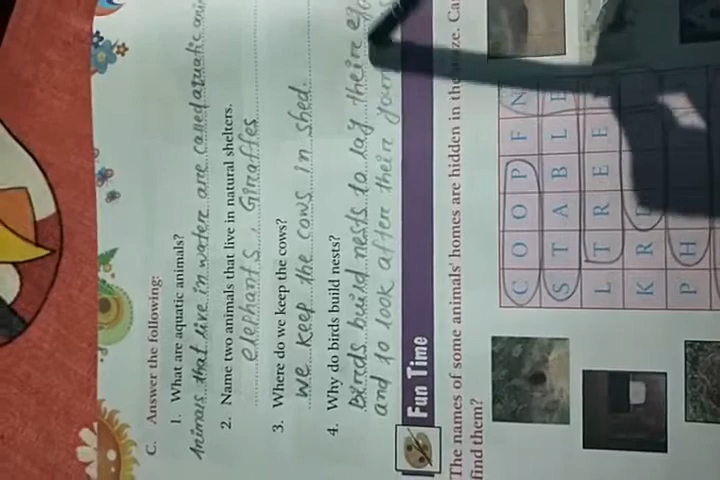 C. Answer the following:
1. What are aquatic animals?
Animals that live in water are called
2. Name two animals that live in natural shelters.
elephants, Giraffes
3. Where do we keep the cows?
We keep the cows in shed.
4. Why do birds build nests?
Birds build nests to lay their
and to look after their
Fun Time
The names of some animals' homes are hidden in the
find them?
C O O P F N
S T A B L E
L T R E E
K R
P H